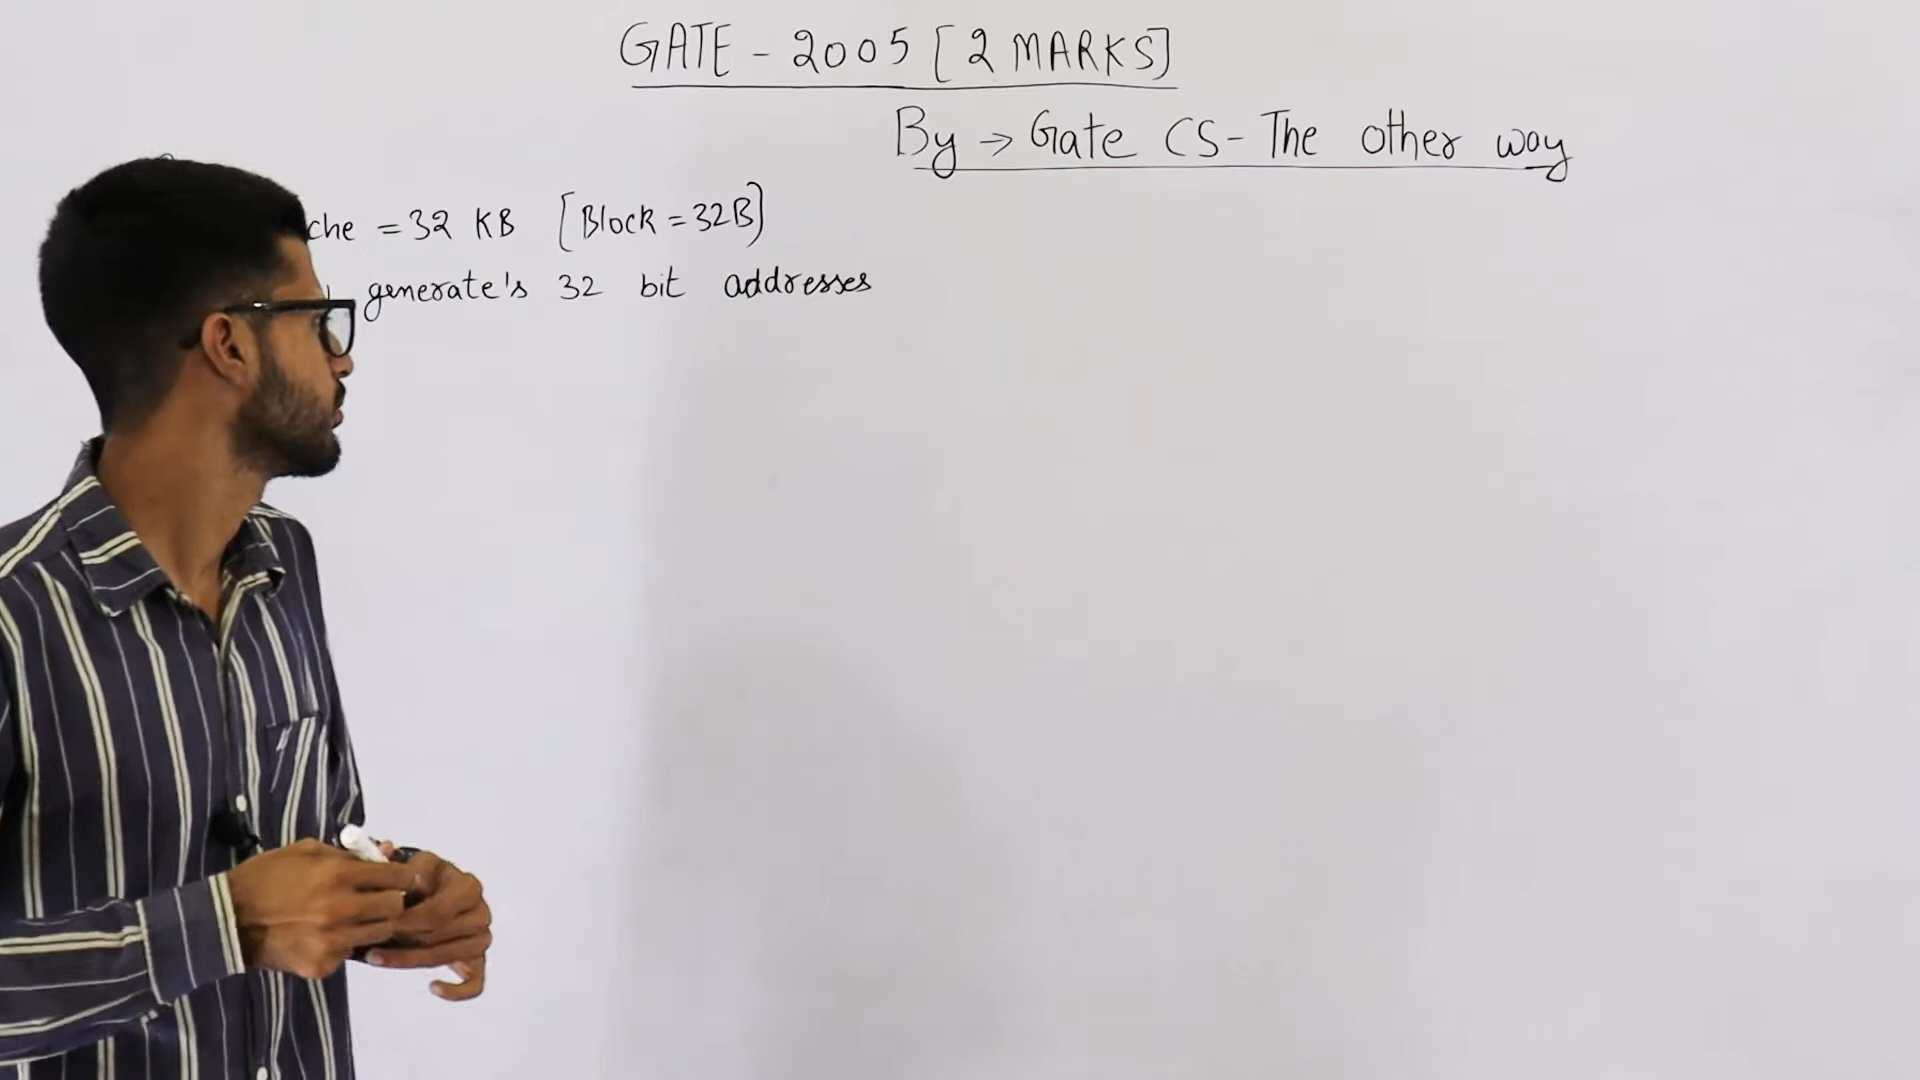 GATE - 2005 [2 MARKS]
By → Gate CS - The other way
che = 32 KB [Block = 32B]
generate's 32 bit addresses